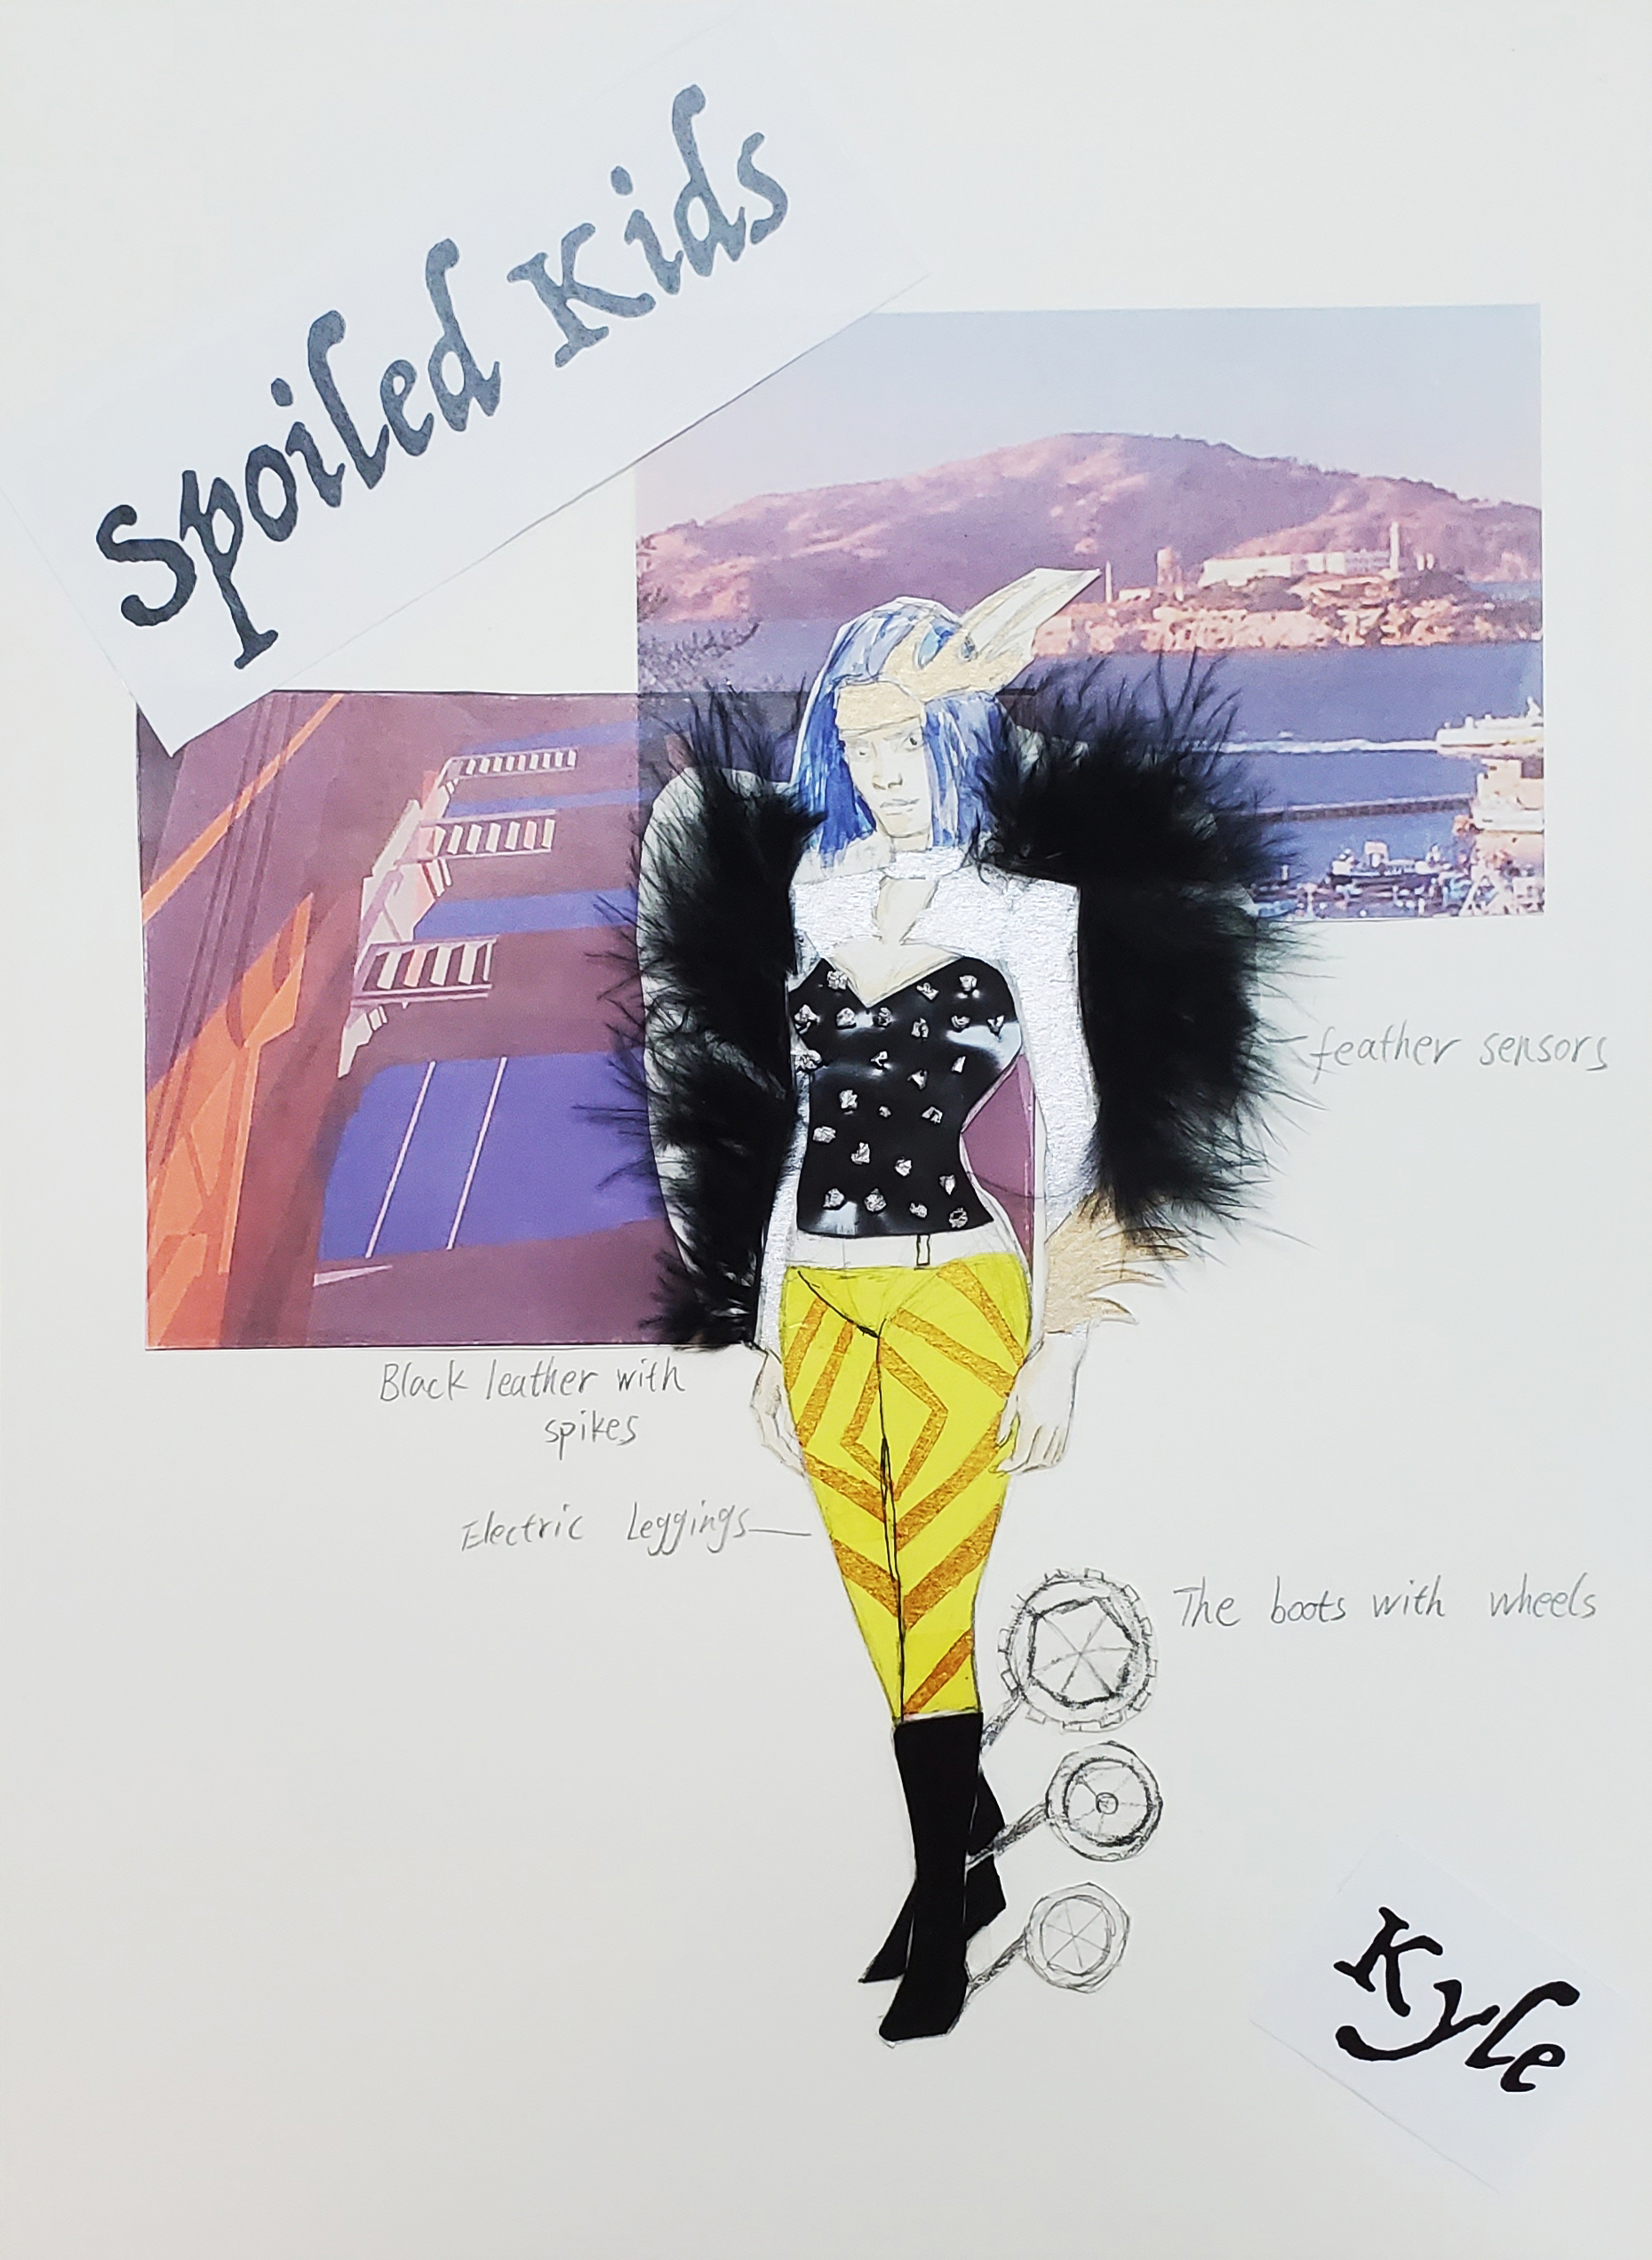 Spoiled Kids
feather sensors
Black leather with
spikes
Electric Leggings
The boots with wheels
Kyle